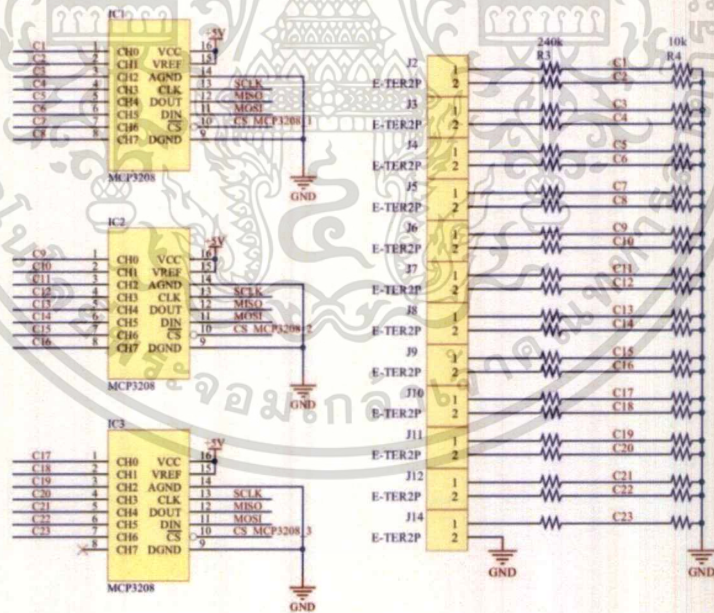 IC1
+5V
C1 1 CH0 VCC 16
C2 2 CH1 VREF 15
C3 3 CH2 AGND 14
C4 4 CH3 CLK 13 SCLK
C5 5 CH4 DOUT 12 MISO
C6 6 CH5 DIN 11 MOSI
C7 7 CH6 CS 10 CS_MCP3208_1
C8 8 CH7 DGND 9
MCP3208
GND
IC2
+5V
C9 1 CH0 VCC 16
C10 2 CH1 VREF 15
C11 3 CH2 AGND 14
C12 4 CH3 CLK 13 SCLK
C13 5 CH4 DOUT 12 MISO
C14 6 CH5 DIN 11 MOSI
C15 7 CH6 CS 10 CS_MCP3208_2
C16 8 CH7 DGND 9
MCP3208
GND
IC3
+5V
C17 1 CH0 VCC 16
C18 2 CH1 VREF 15
C19 3 CH2 AGND 14
C20 4 CH3 CLK 13 SCLK
C21 5 CH4 DOUT 12 MISO
C22 6 CH5 DIN 11 MOSI
C23 7 CH6 CS 10 CS_MCP3208_3
8 CH7 DGND 9
MCP3208
GND
240k 10k
J2 1 R3 C1 R4
E-TER2P 2 C2
J3 1 C3
E-TER2P 2 C4
J4 1 C5
E-TER2P 2 C6
J5 1 C7
E-TER2P 2 C8
J6 1 C9
E-TER2P 2 C10
J7 1 C11
E-TER2P 2 C12
J8 1 C13
E-TER2P 2 C14
J9 1 C15
E-TER2P 2 C16
J10 1 C17
E-TER2P 2 C18
J11 1 C19
E-TER2P 2 C20
J12 1 C21
E-TER2P 2 C22
J14 1 C23
E-TER2P 2
GND GND